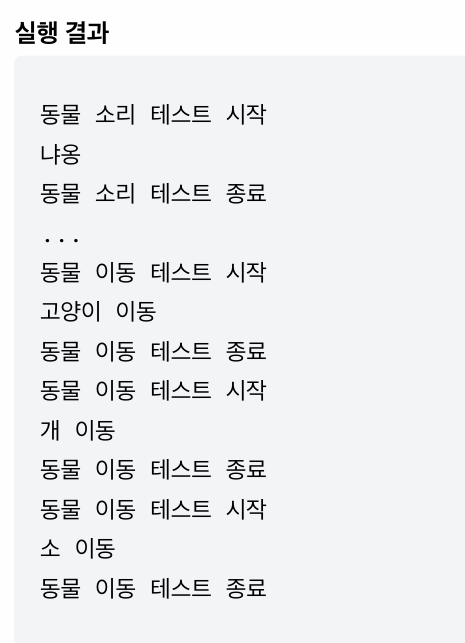 실행 결과
동물 소리 테스트 시작
냐옹
동물 소리 테스트 종료
...
동물 이동 테스트 시작
고양이 이동
동물 이동 테스트 종료
동물 이동 테스트 시작
개 이동
동물 이동 테스트 종료
동물 이동 테스트 시작
소 이동
동물 이동 테스트 종료